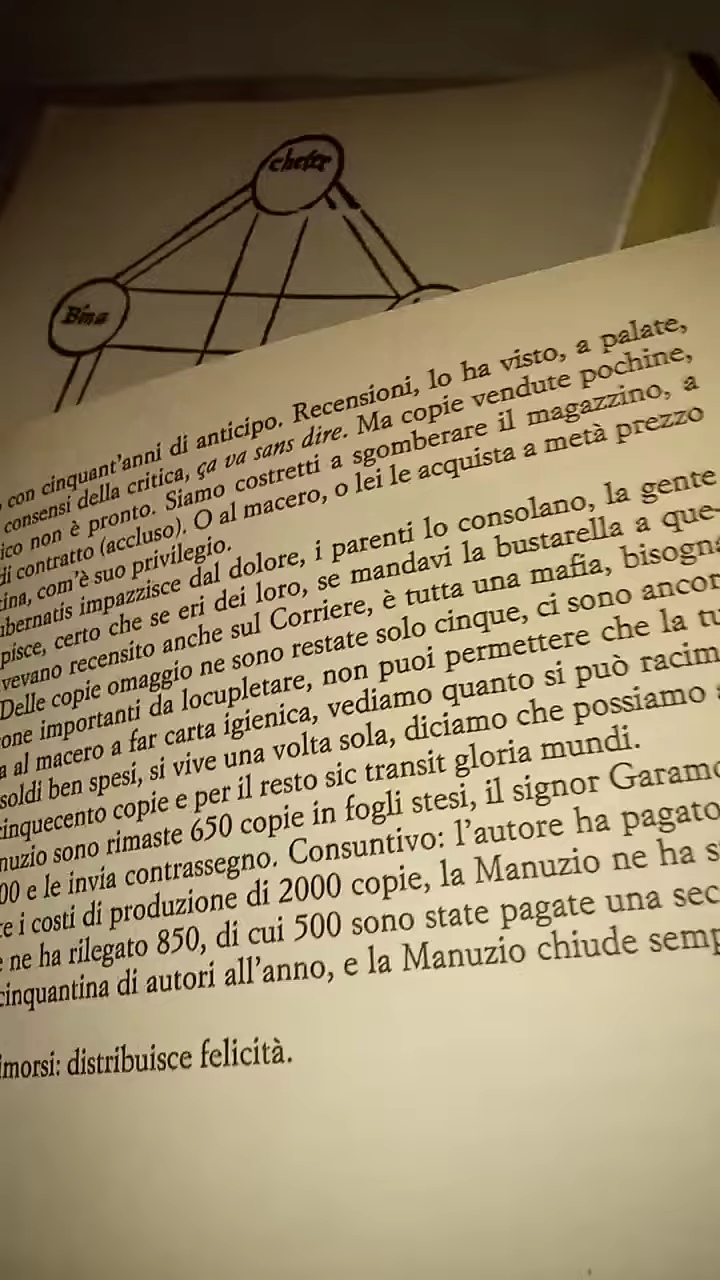 cheter
Bina
con cinquant'anni di anticipo. Recensioni, lo ha visto, a palate,
consensi della critica, ça va sans dire. Ma copie vendute pochine,
ico non è pronto. Siamo costretti a sgomberare il magazzino, a
di contratto (accluso). O al macero, o lei le acquista a metà prezzo
tina, com'è suo privilegio.
ubernatis impazzisce dal dolore, i parenti lo consolano, la gente
pisce, certo che se eri dei loro, se mandavi la bustarella a que-
vevano recensito anche sul Corriere, è tutta una mafia, bisogna
Delle copie omaggio ne sono restate solo cinque, ci sono ancor
one importanti da locupletare, non puoi permettere che la tu
a al macero a far carta igienica, vediamo quanto si può racim
soldi ben spesi, si vive una volta sola, diciamo che possiamo
cinquecento copie e per il resto sic transit gloria mundi.
nuzio sono rimaste 650 copie in fogli stesi, il signor Garamo
00 e le invia contrassegno. Consuntivo: l'autore ha pagato
te i costi di produzione di 2000 copie, la Manuzio ne ha s
e ne ha rilegato 850, di cui 500 sono state pagate una sec
cinquantina di autori all'anno, e la Manuzio chiude semp
imorsi: distribuisce felicità.